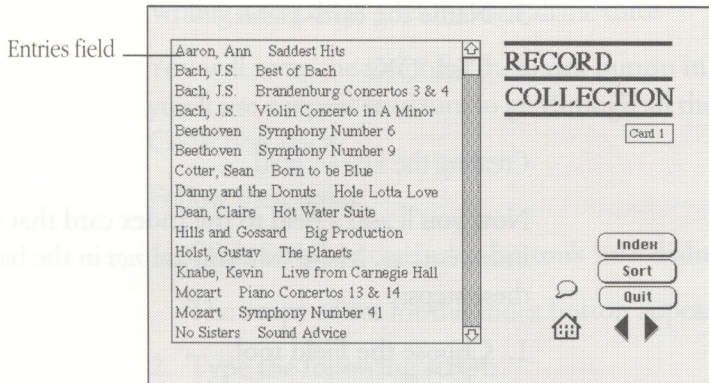 Entries field
Aaron, Ann Saddest Hits
Bach, J.S. Best of Bach
Bach, J.S. Brandenburg Concertos 3 & 4
Bach, J.S. Violin Concerto in A Minor
Beethoven Symphony Number 6
Beethoven Symphony Number 9
Cotter, Sean Born to be Blue
Danny and the Donuts Hole Lotta Love
Dean, Claire Hot Water Suite
Hills and Gossard Big Production
Holst, Gustav The Planets
Knabe, Kevin Live from Carnegie Hall
Mozart Piano Concertos 13 & 14
Mozart Symphony Number 41
No Sisters Sound Advice
RECORD
COLLECTION
Card 1
Index
Sort
Quit